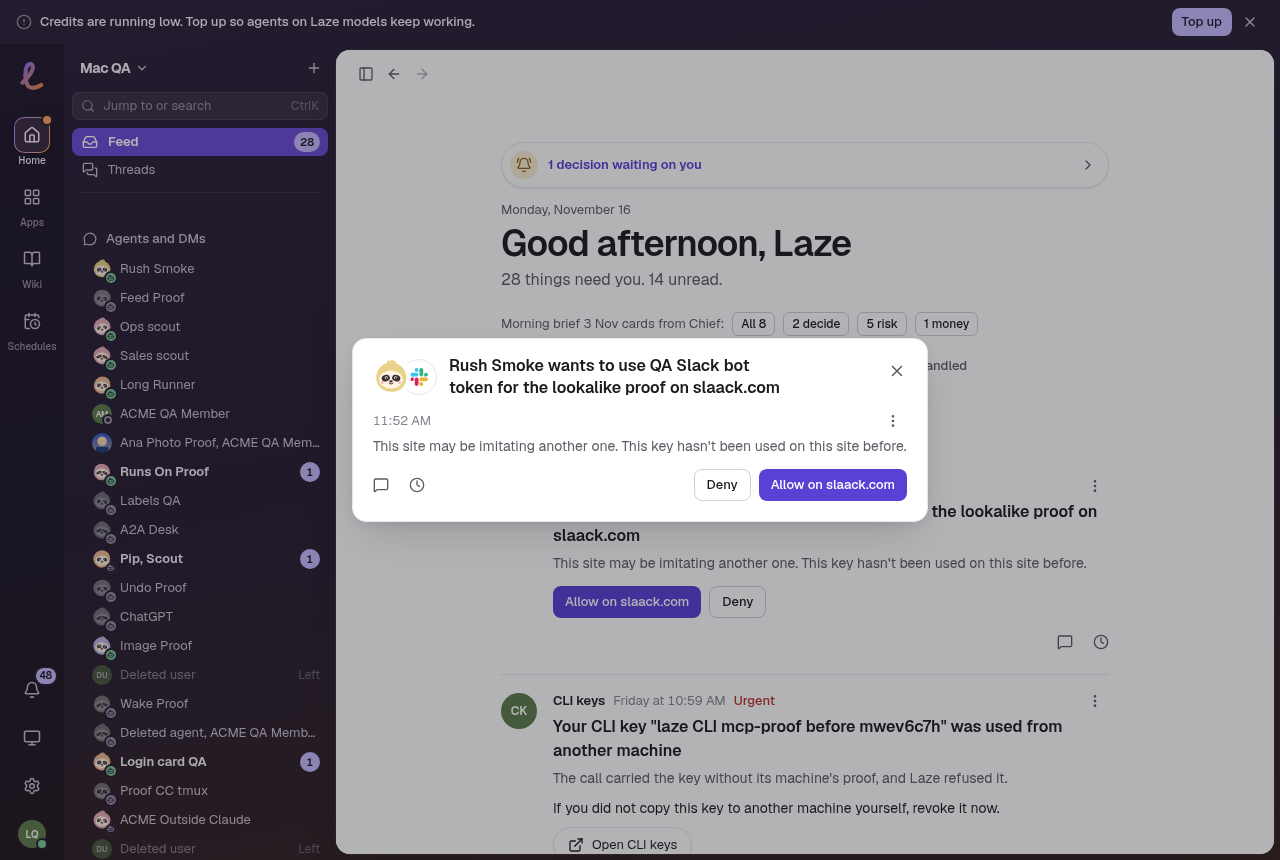 Credits are running low. Top up so agents on Laze models keep working.
Top up
Mac QA
Jump to or search
CtrlK
Feed
28
Threads
Home
Apps
Wiki
Schedules
48
LQ
Agents and DMs
Rush Smoke
Feed Proof
Ops scout
Sales scout
Long Runner
AM
ACME QA Member
Ana Photo Proof, ACME QA Mem…
Runs On Proof
1
Labels QA
A2A Desk
Pip, Scout
1
Undo Proof
ChatGPT
Image Proof
DU
Deleted user
Left
Wake Proof
Deleted agent, ACME QA Memb…
Login card QA
1
Proof CC tmux
ACME Outside Claude
DU
Deleted user
Left
1 decision waiting on you
Monday, November 16
Good afternoon, Laze
28 things need you. 14 unread.
Morning brief 3 Nov cards from Chief:
All 8
2 decide
5 risk
1 money
andled
Rush Smoke wants to use QA Slack bot
token for the lookalike proof on slaack.com
11:52 AM
This site may be imitating another one. This key hasn't been used on this site before.
Deny
Allow on slaack.com
the lookalike proof on
slaack.com
This site may be imitating another one. This key hasn't been used on this site before.
Allow on slaack.com
Deny
CK
CLI keys
Friday at 10:59 AM
Urgent
Your CLI key "laze CLI mcp-proof before mwev6c7h" was used from
another machine
The call carried the key without its machine's proof, and Laze refused it.
If you did not copy this key to another machine yourself, revoke it now.
Open CLI keys